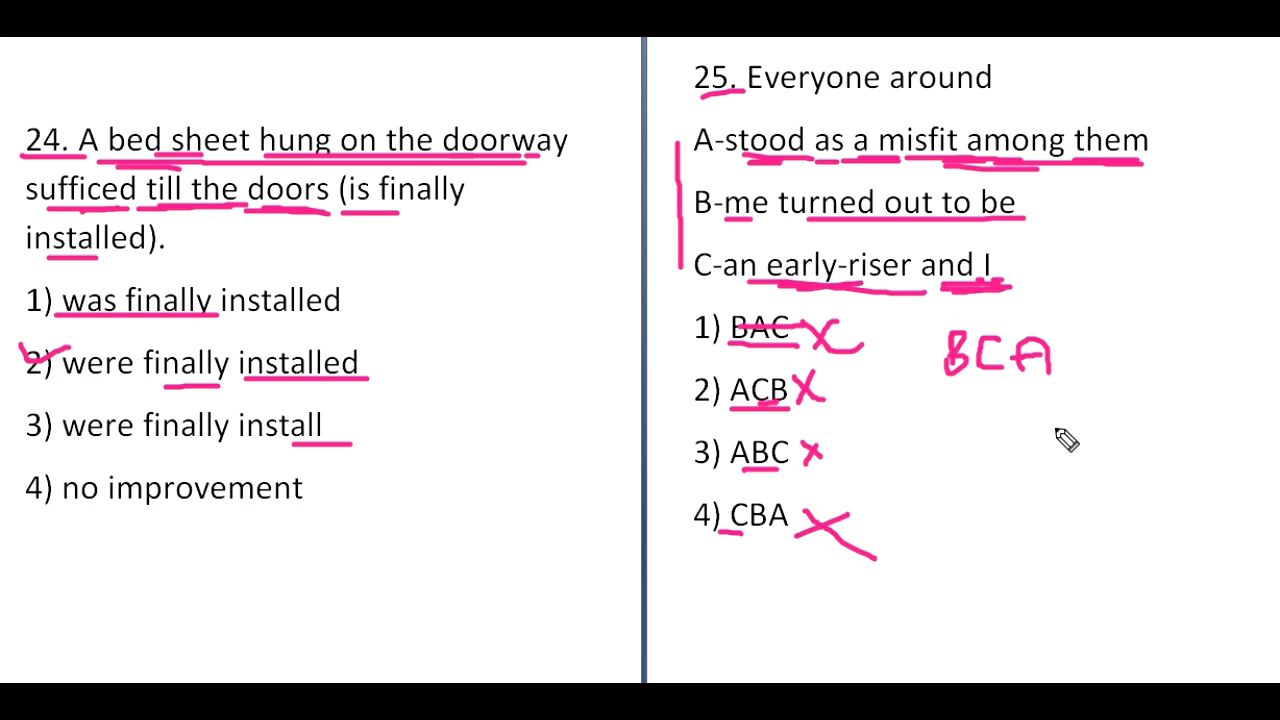 24. A bed sheet hung on the doorway
sufficed till the doors (is finally
installed).
1) was finally installed
2) were finally installed
3) were finally install
4) no improvement
25. Everyone around
A-stood as a misfit among them
B-me turned out to be
C-an early-riser and I
1) BAC
2) ACB
3) ABC
4) CBA
BCA